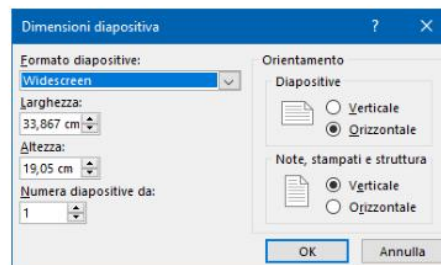 Dimensioni diapositiva
Formato diapositive:
Widescreen
Larghezza:
33,867 cm
Altezza:
19,05 cm
Numera diapositive da:
1
Orientamento
Diapositive
Verticale
Orizzontale
Note, stampati e struttura
Verticale
Orizzontale
OK
Annulla